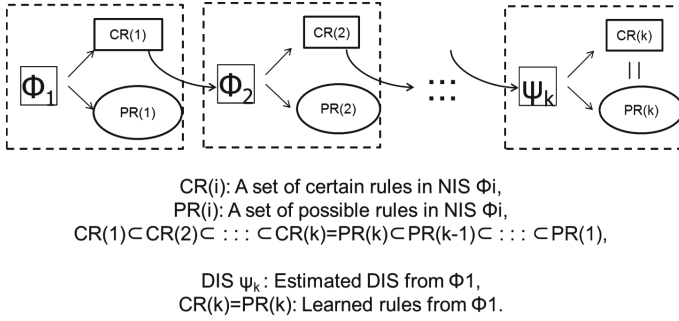 CR(1)
Φ1
PR(1)
CR(2)
Φ2
PR(2)
: : :
CR(k)
ψk
||
PR(k)
CR(i): A set of certain rules in NIS Φi,
PR(i): A set of possible rules in NIS Φi,
CR(1)⊂CR(2)⊂ : : : ⊂CR(k)=PR(k)⊂PR(k-1)⊂ : : : ⊂PR(1),
DIS ψk : Estimated DIS from Φ1,
CR(k)=PR(k): Learned rules from Φ1.